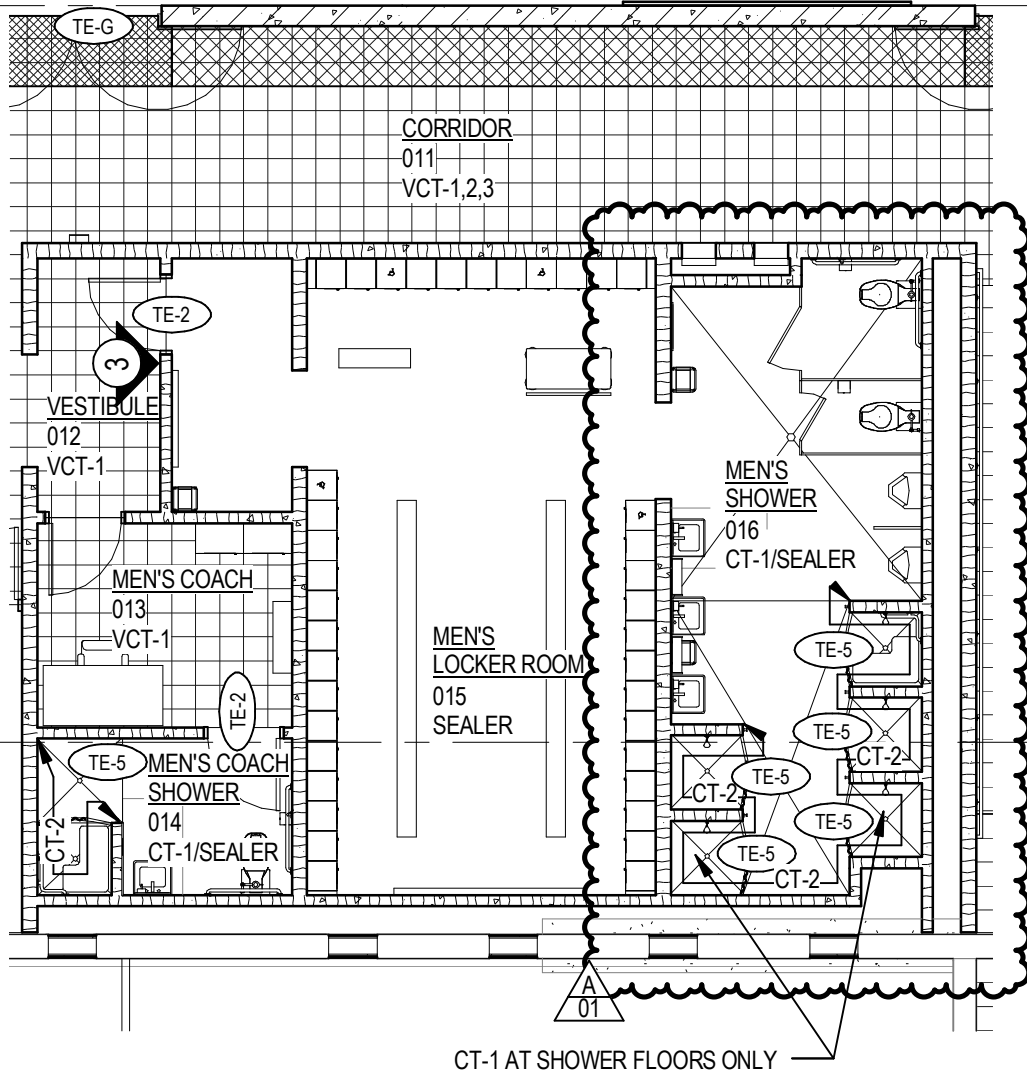 TE-G
CORRIDOR
011
VCT-1,2,3
TE-2
3
VESTIBULE
012
VCT-1
MEN'S
SHOWER
016
CT-1/SEALER
MEN'S COACH
013
VCT-1
MEN'S
LOCKER ROOM
015
SEALER
TE-5
TE-2
TE-5
TE-5
MEN'S COACH
SHOWER
014
CT-1/SEALER
CT-2
CT-2
TE-5
CT-2
TE-5
TE-5
CT-2
A
01
CT-1 AT SHOWER FLOORS ONLY